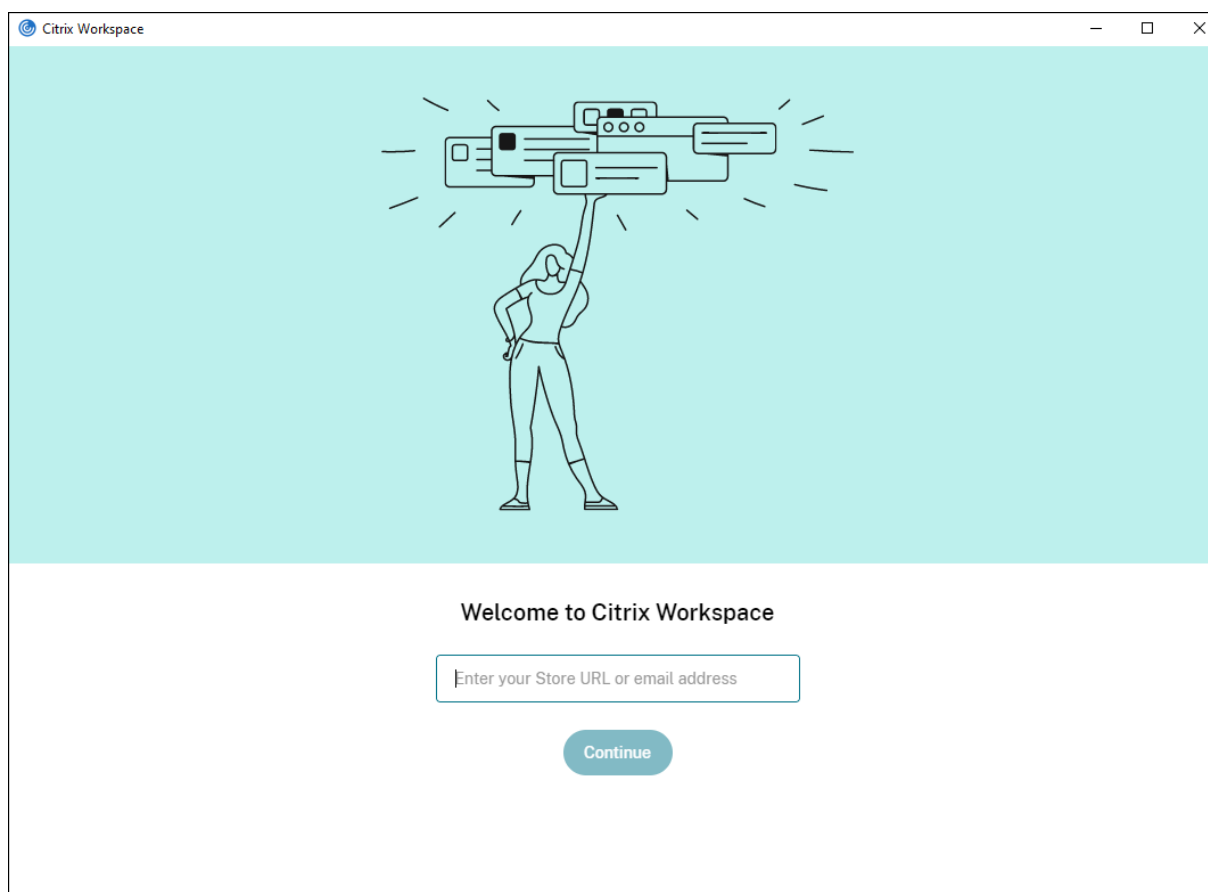 Citrix Workspace
Welcome to Citrix Workspace
Enter your Store URL or email address
Continue